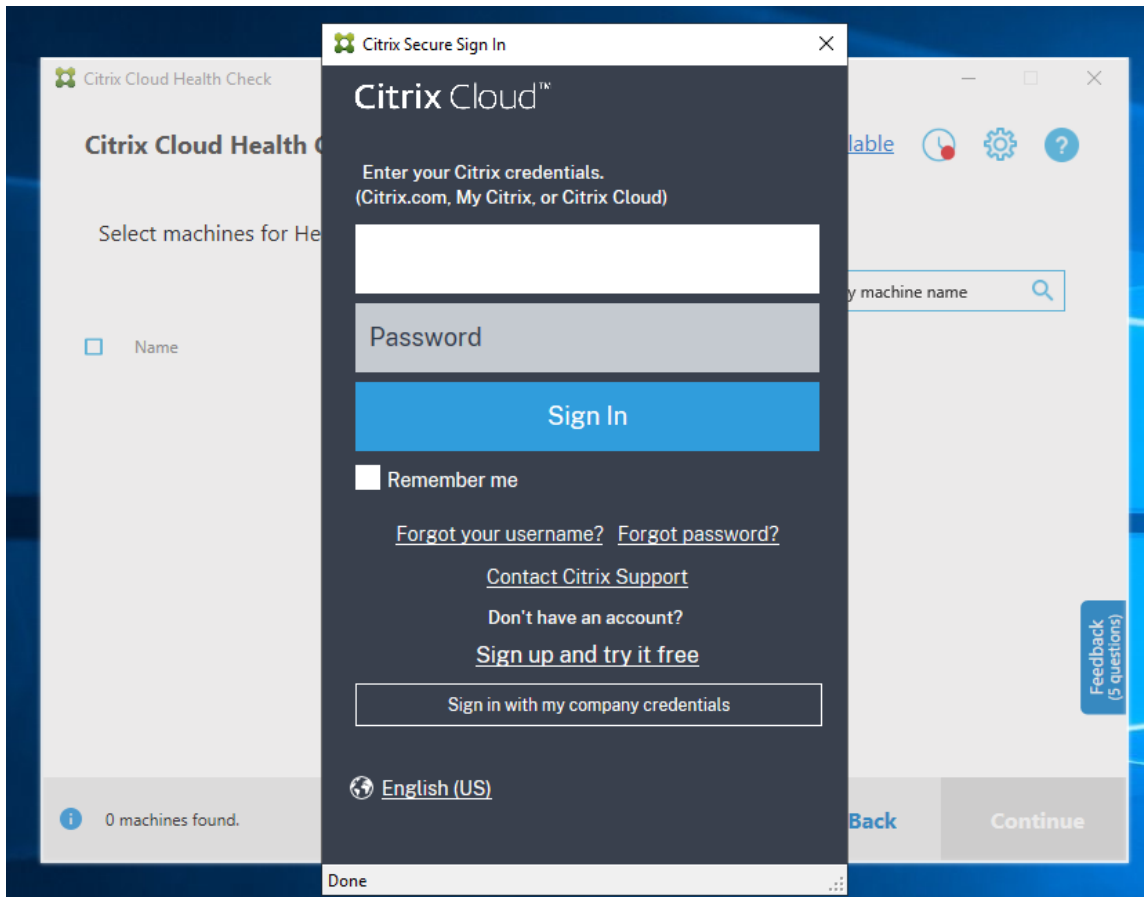 Citrix Secure Sign In
Citrix Cloud Health Check
Citrix Cloud™
Citrix Cloud Health
lable
?
Enter your Citrix credentials.
(Citrix.com, My Citrix, or Citrix Cloud)
Select machines for He
y machine name
Password
Name
Sign In
Remember me
Forgot your username? Forgot password?
Contact Citrix Support
Don't have an account?
Sign up and try it free
Feedback
(5 questions)
Sign in with my company credentials
English (US)
i
0 machines found.
Back
Continue
Done